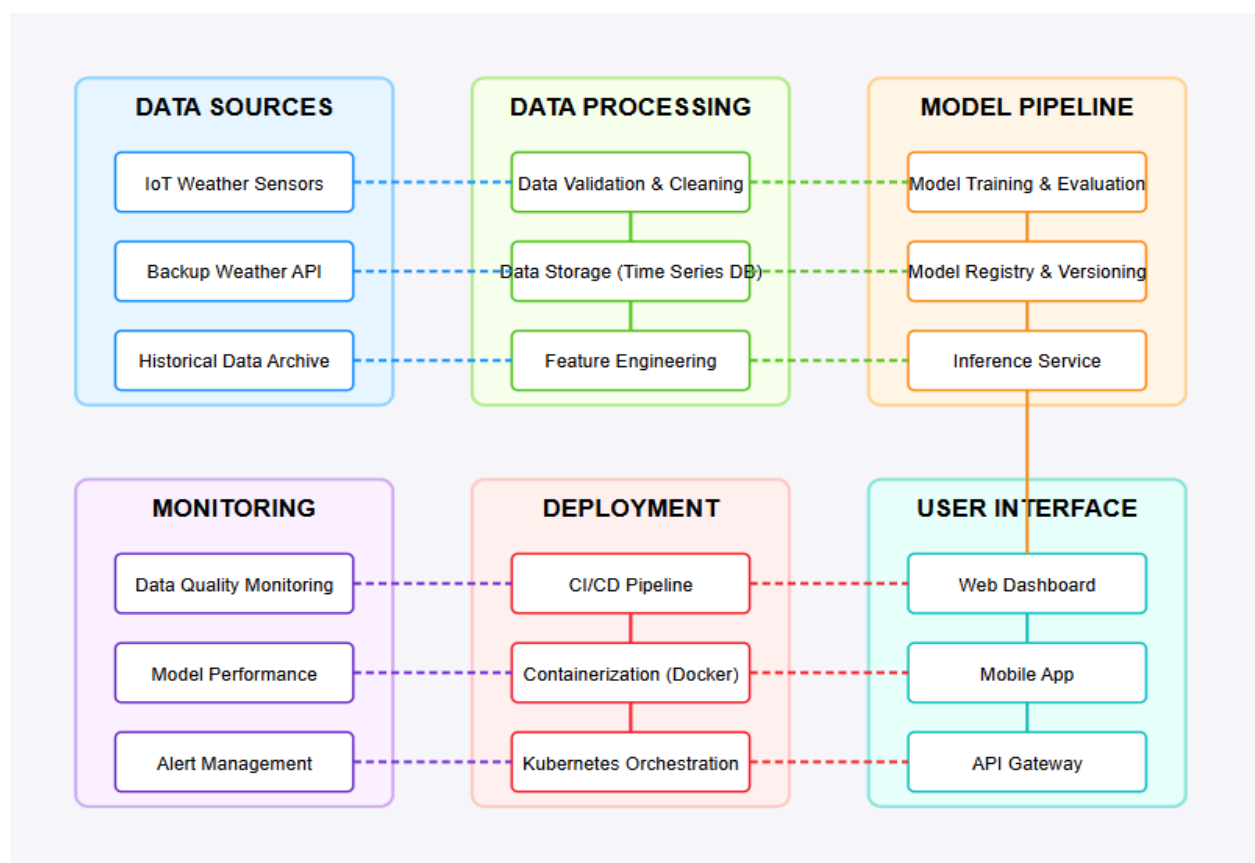 DATA SOURCES
IoT Weather Sensors
Backup Weather API
Historical Data Archive
DATA PROCESSING
Data Validation & Cleaning
Data Storage (Time Series DB)
Feature Engineering
MODEL PIPELINE
Model Training & Evaluation
Model Registry & Versioning
Inference Service
MONITORING
Data Quality Monitoring
Model Performance
Alert Management
DEPLOYMENT
CI/CD Pipeline
Containerization (Docker)
Kubernetes Orchestration
USER INTERFACE
Web Dashboard
Mobile App
API Gateway